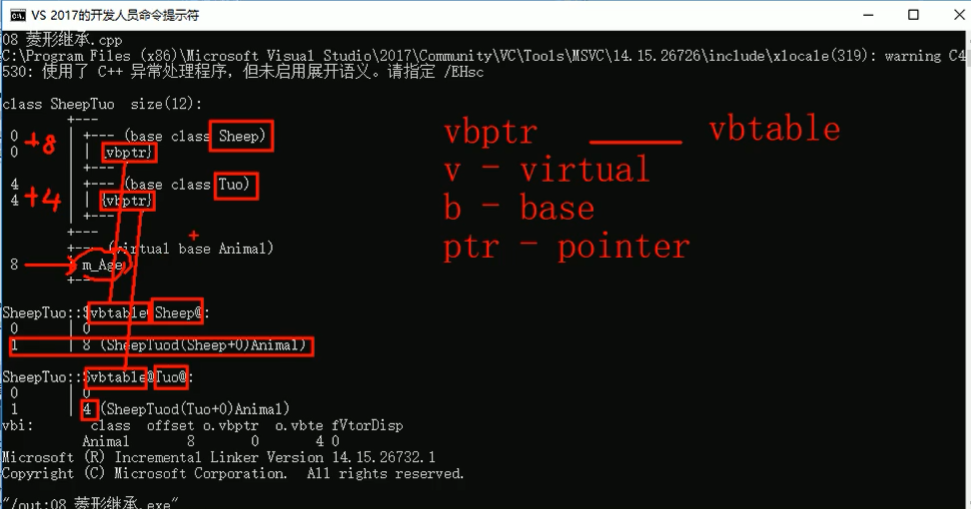 VS 2017的开发人员命令提示符
08 菱形继承.cpp
C:\Program Files (x86)\Microsoft Visual Studio\2017\Community\VC\Tools\MSVC\14.15.26726\include\xlocale(319): warning C4
530: 使用了 C++ 异常处理程序，但未启用展开语义。请指定 /EHsc
class SheepTuo  size(12):
+---
0 +8 | +--- (base class Sheep)
0 | | {vbptr}
| +---
4 +4 | +--- (base class Tuo)
4 | | {vbptr}
| +---
+---
+--- (virtual base Animal)
8 | m_Age
+---
SheepTuo::$vbtable@Sheep@:
0 | 0
1 | 8 (SheepTuod(Sheep+0)Animal)
SheepTuo::$vbtable@Tuo@:
0 | 0
1 | 4 (SheepTuod(Tuo+0)Animal)
vbi:  class  offset o.vbptr  o.vbte fVtorDisp
Animal  8  0  4 0
Microsoft (R) Incremental Linker Version 14.15.26732.1
Copyright (C) Microsoft Corporation.  All rights reserved.
"/out:08 菱形继承.exe"
vbptr ____ vbtable
v - virtual
b - base
ptr - pointer